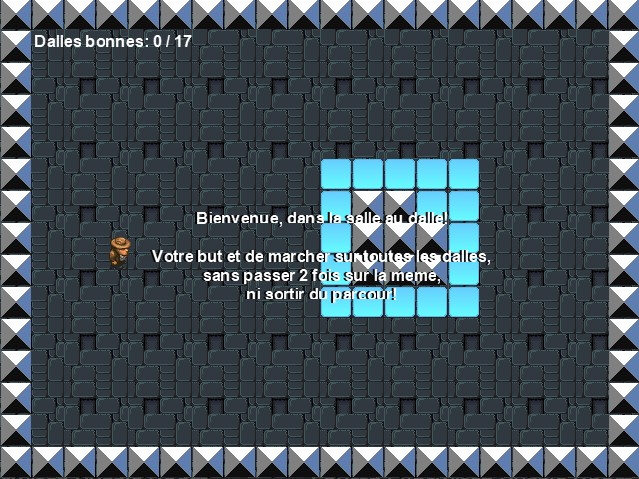 Dalles bonnes: 0 / 17
Bienvenue, dans la salle au dalle!
Votre but et de marcher sur toutes les dalles,
sans passer 2 fois sur la meme,
ni sortir du parcour!